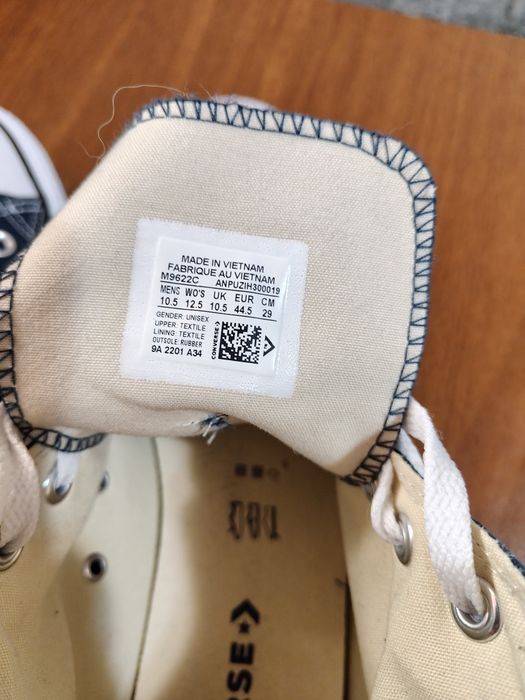 MADE IN VIETNAM
FABRIQUE AU VIETNAM
M9622C ANPUZIH300019
MENS WO'S UK EUR CM
10.5 12.5 10.5 44.5 29
GENDER: UNISEX
UPPER: TEXTILE
LINING: TEXTILE
OUTSOLE: RUBBER
9A 2201 A34
CONVERSE
RSE